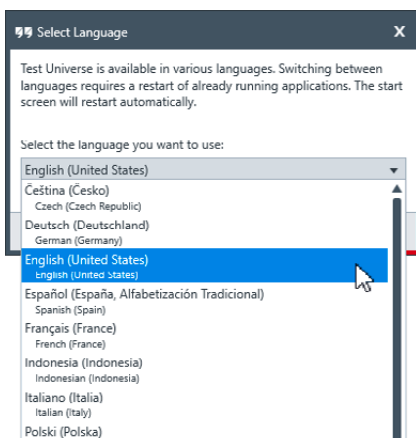 Select Language
X
Test Universe is available in various languages. Switching between
languages requires a restart of already running applications. The start
screen will restart automatically.
Select the language you want to use:
English (United States)
Čeština (Česko)
Czech (Czech Republic)
Deutsch (Deutschland)
German (Germany)
English (United States)
English (United States)
Español (España, Alfabetización Tradicional)
Spanish (Spain)
Français (France)
French (France)
Indonesia (Indonesia)
Indonesian (Indonesia)
Italiano (Italia)
Italian (Italy)
Polski (Polska)